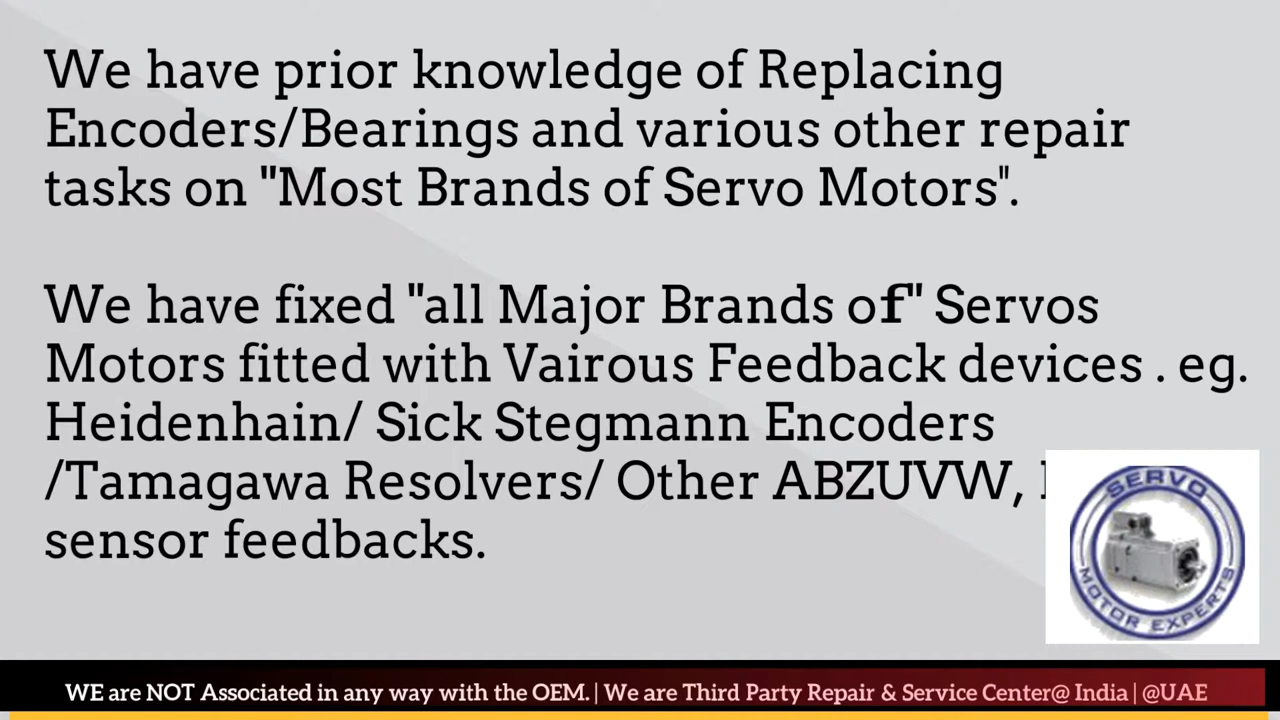 We have prior knowledge of Replacing
Encoders/Bearings and various other repair
tasks on "Most Brands of Servo Motors".
We have fixed "all Major Brands of" Servos
Motors fitted with Vairous Feedback devices . eg.
Heidenhain/ Sick Stegmann Encoders
/Tamagawa Resolvers/ Other ABZUVW,
sensor feedbacks.
SERVO
MOTOR EXPERTS
WE are NOT Associated in any way with the OEM. | We are Third Party Repair & Service Center@ India | @UAE